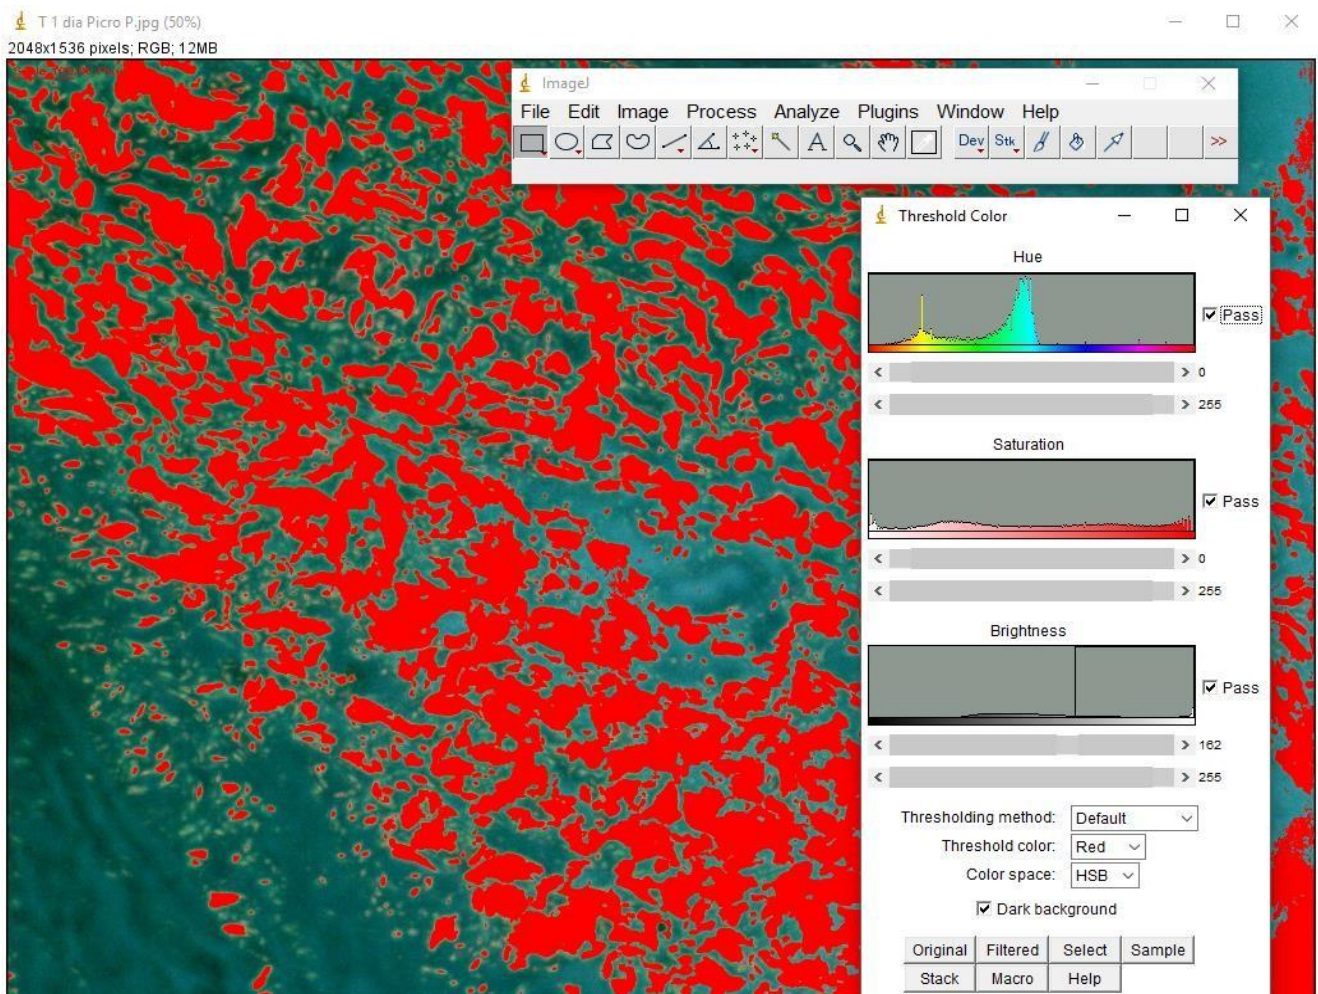 T 1 dia Picro P.jpg (50%)
2048x1536 pixels; RGB; 12MB
ImageJ
File Edit Image Process Analyze Plugins Window Help
Dev Stk >>
Threshold Color
Hue
Pass
0
255
Saturation
Pass
0
255
Brightness
Pass
162
255
Thresholding method: Default
Threshold color: Red
Color space: HSB
Dark background
Original Filtered Select Sample
Stack Macro Help